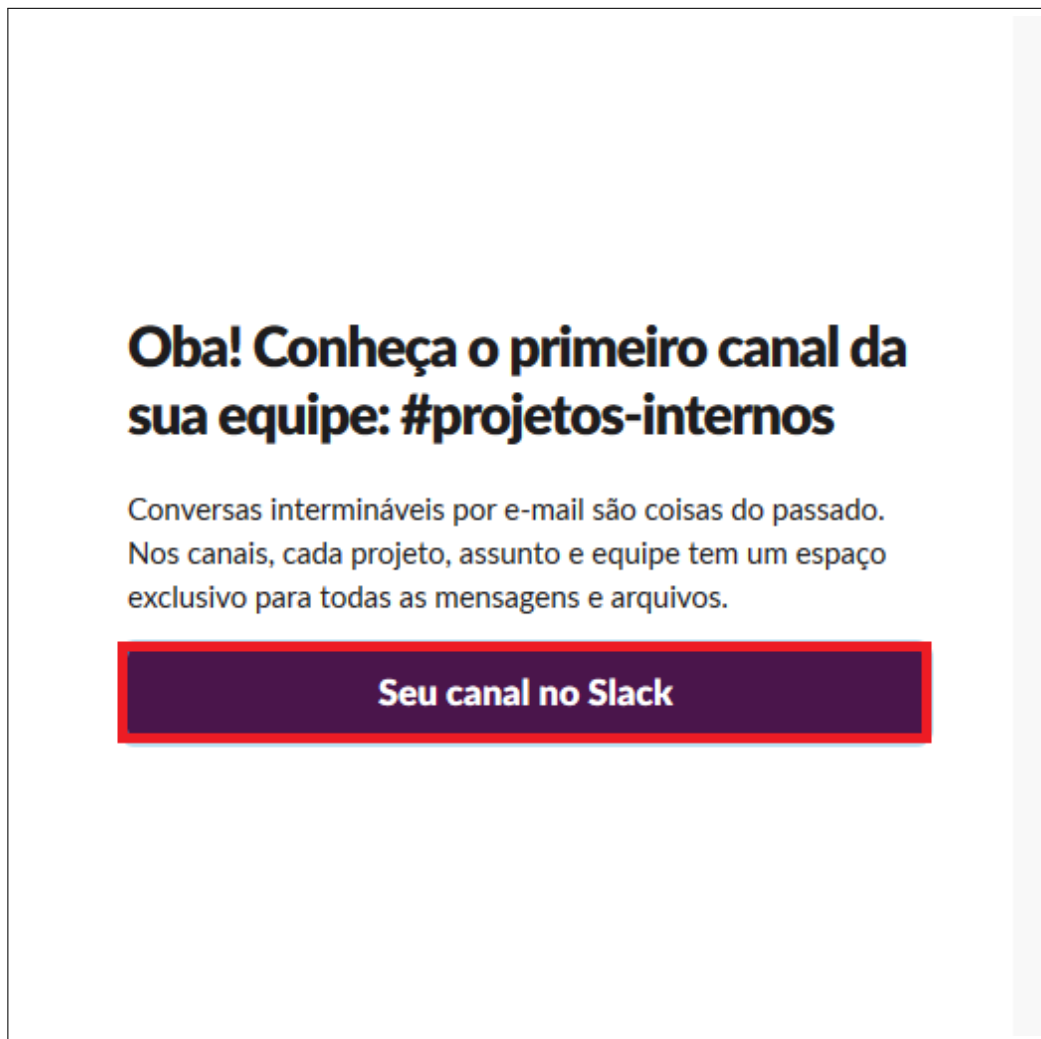 Oba! Conheça o primeiro canal da
sua equipe: #projetos-internos
Conversas intermináveis por e-mail são coisas do passado.
Nos canais, cada projeto, assunto e equipe tem um espaço
exclusivo para todas as mensagens e arquivos.
Seu canal no Slack